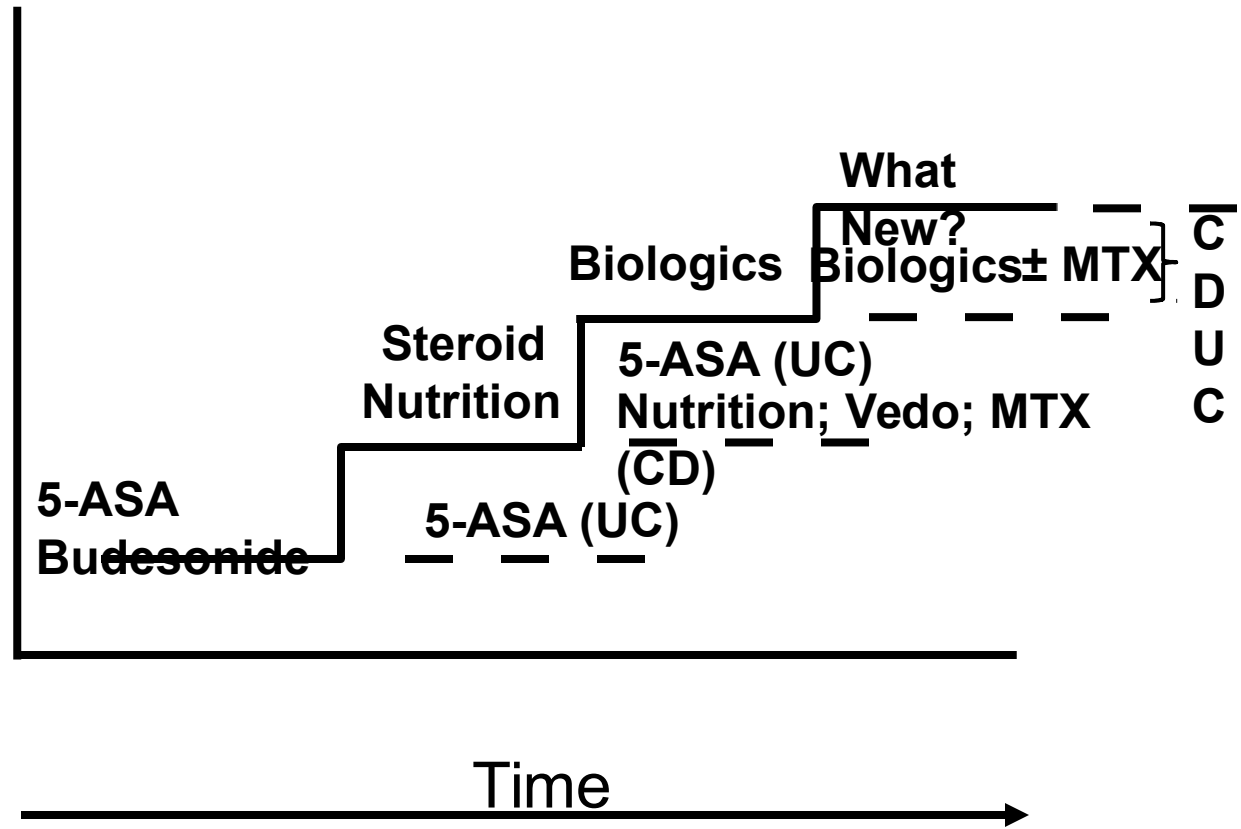 What
New?
Biologics
Biologics± MTX
C
D
U
C
Steroid
Nutrition
5-ASA (UC)
Nutrition; Vedo; MTX
(CD)
5-ASA
Budesonide
5-ASA (UC)
Time